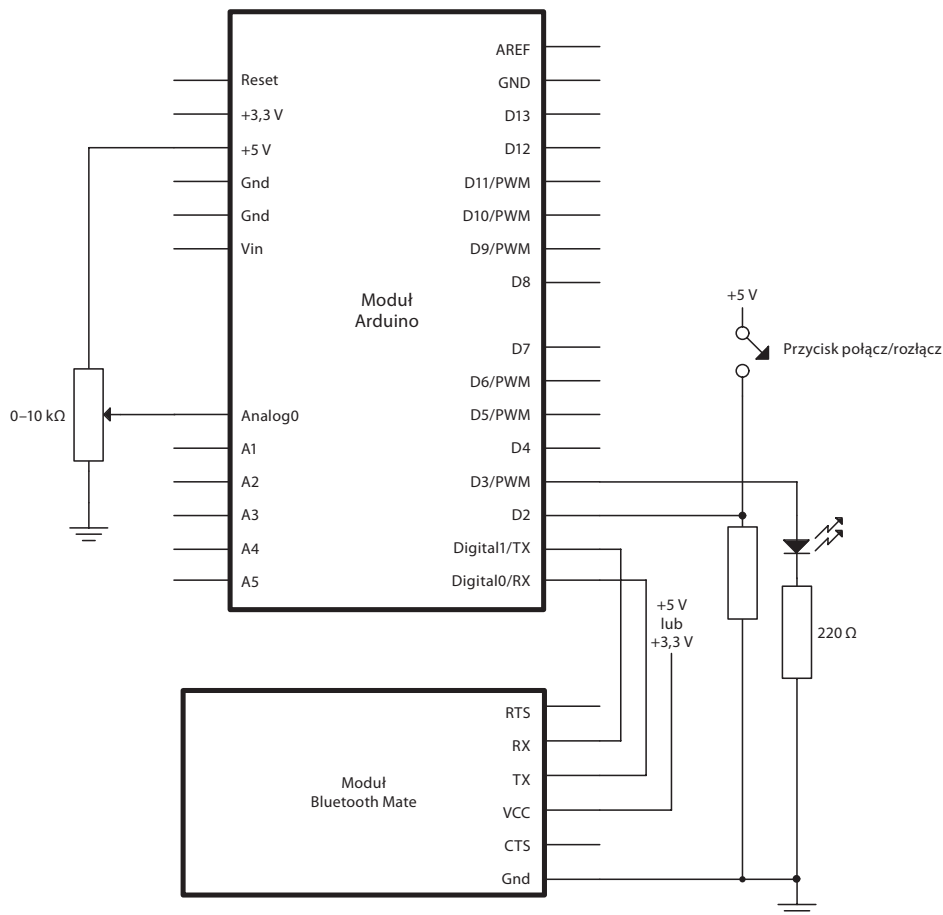 AREF
Reset
GND
+3,3 V
D13
+5 V
D12
Gnd
D11/PWM
Gnd
D10/PWM
Vin
D9/PWM
D8
Moduł
Arduino
+5 V
Przycisk połącz/rozłącz
D7
D6/PWM
0–10 kΩ
Analog0
D5/PWM
A1
D4
A2
D3/PWM
A3
D2
A4
Digital1/TX
A5
Digital0/RX
+5 V
lub
+3,3 V
220 Ω
RTS
RX
Moduł
Bluetooth Mate
TX
VCC
CTS
Gnd